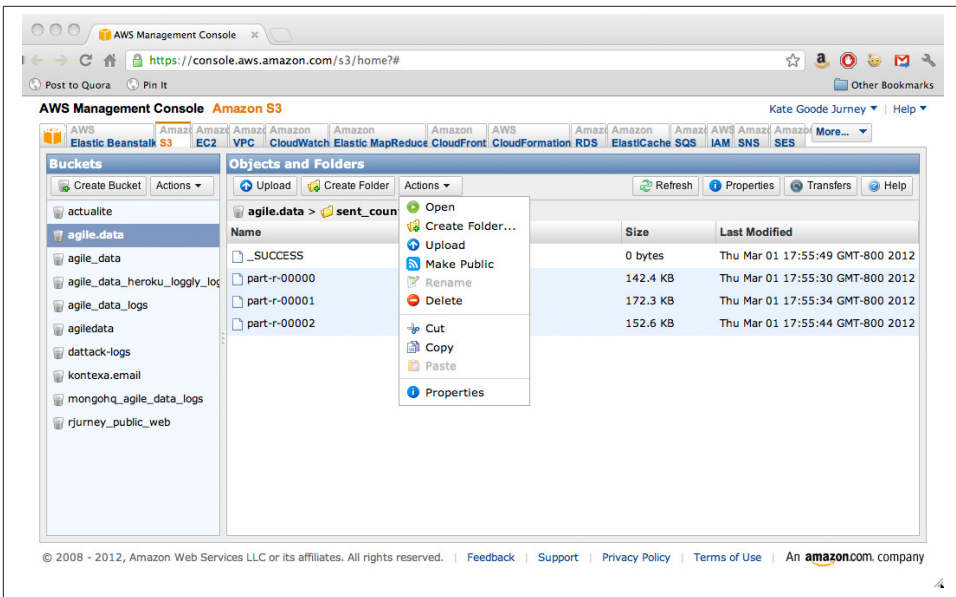 AWS Management Console ×
https://console.aws.amazon.com/s3/home?#
Post to Quora Pin It Other Bookmarks
AWS Management Console Amazon S3 Kate Goode Jurney | Help
AWS Elastic Beanstalk
S3
EC2
VPC
Amazon CloudWatch
Amazon Elastic MapReduce
Amazon CloudFront
AWS CloudFormation
RDS
Amazon ElastiCache
SQS
AWS IAM
SNS
SES
More...
Buckets
Create Bucket Actions
actualite
agile.data
agile_data
agile_data_heroku_loggly_log
agile_data_logs
agiledata
dattack-logs
kontexa.email
mongohq_agile_data_logs
rjurney_public_web
Objects and Folders
Upload Create Folder Actions Refresh Properties Transfers Help
agile.data > sent_coun
Name Size Last Modified
_SUCCESS 0 bytes Thu Mar 01 17:55:49 GMT-800 2012
part-r-00000 142.4 KB Thu Mar 01 17:55:30 GMT-800 2012
part-r-00001 172.3 KB Thu Mar 01 17:55:34 GMT-800 2012
part-r-00002 152.6 KB Thu Mar 01 17:55:44 GMT-800 2012
Open
Create Folder...
Upload
Make Public
Rename
Delete
Cut
Copy
Paste
Properties
© 2008 - 2012, Amazon Web Services LLC or its affiliates. All rights reserved. | Feedback | Support | Privacy Policy | Terms of Use | An amazon.com. company